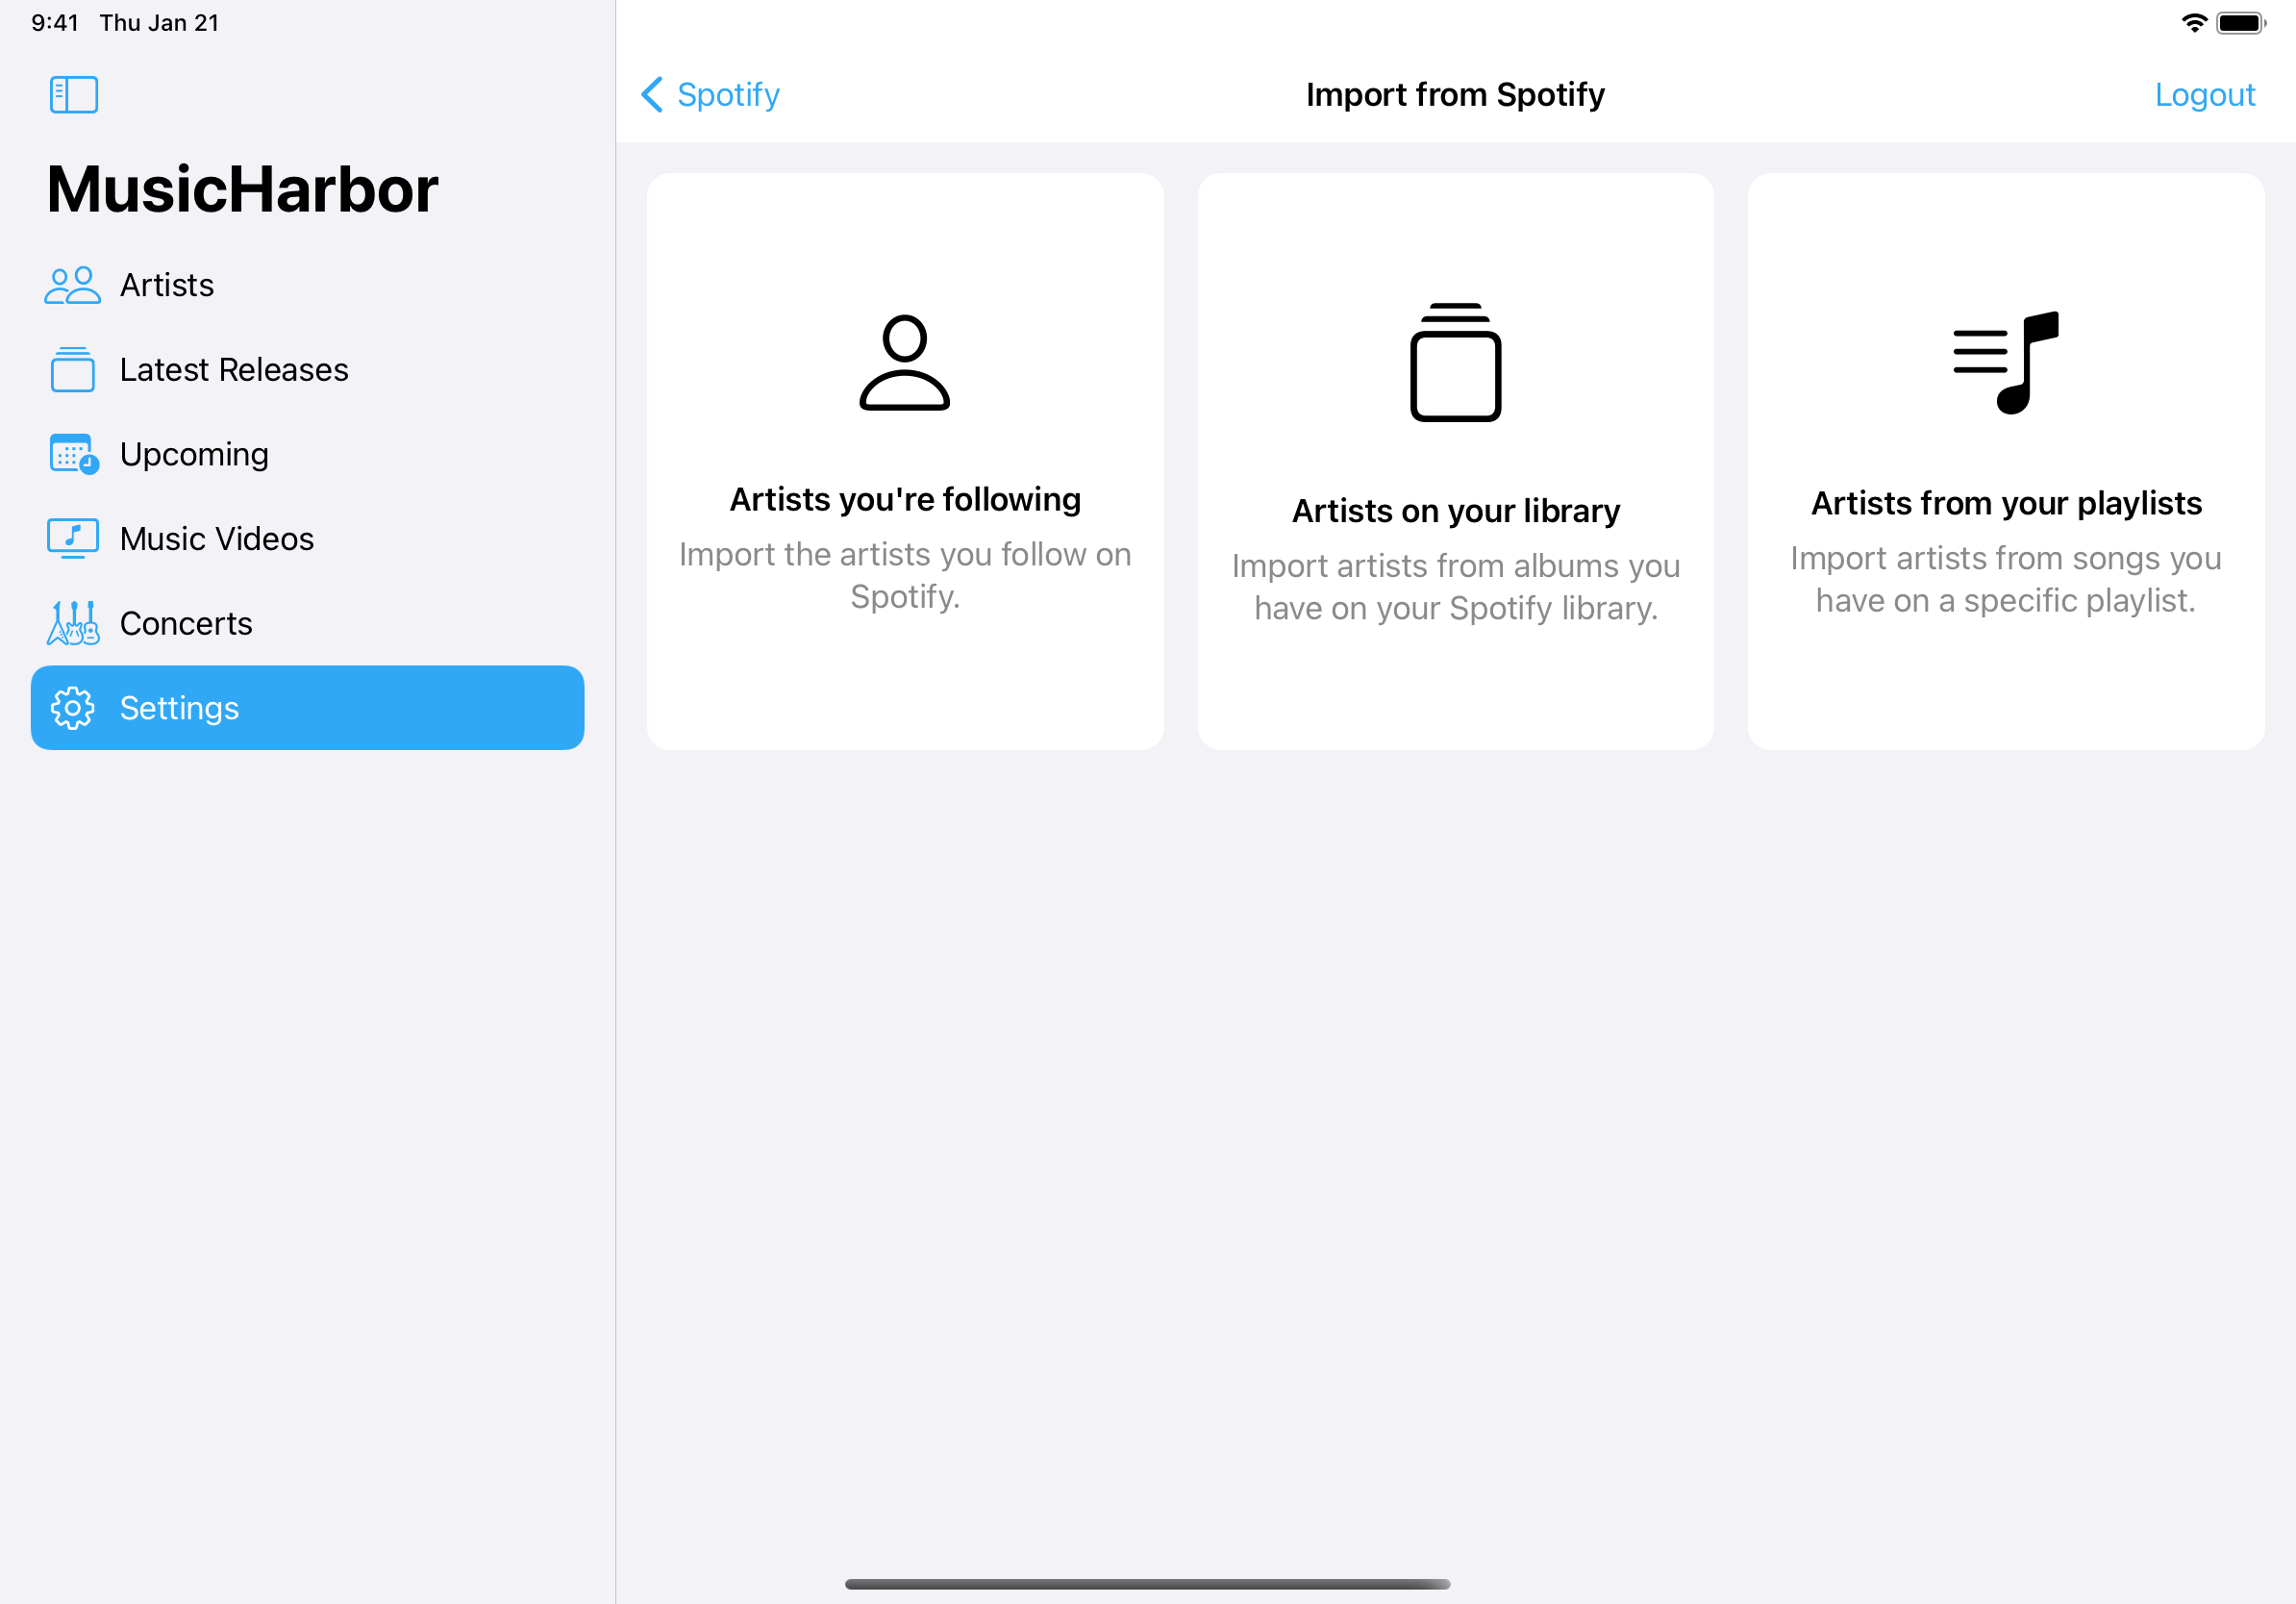 9:41 Thu Jan 21
MusicHarbor
Artists
Latest Releases
Upcoming
Music Videos
Concerts
Settings
Spotify
Import from Spotify
Logout
Artists you're following
Import the artists you follow on
Spotify.
Artists on your library
Import artists from albums you
have on your Spotify library.
Artists from your playlists
Import artists from songs you
have on a specific playlist.